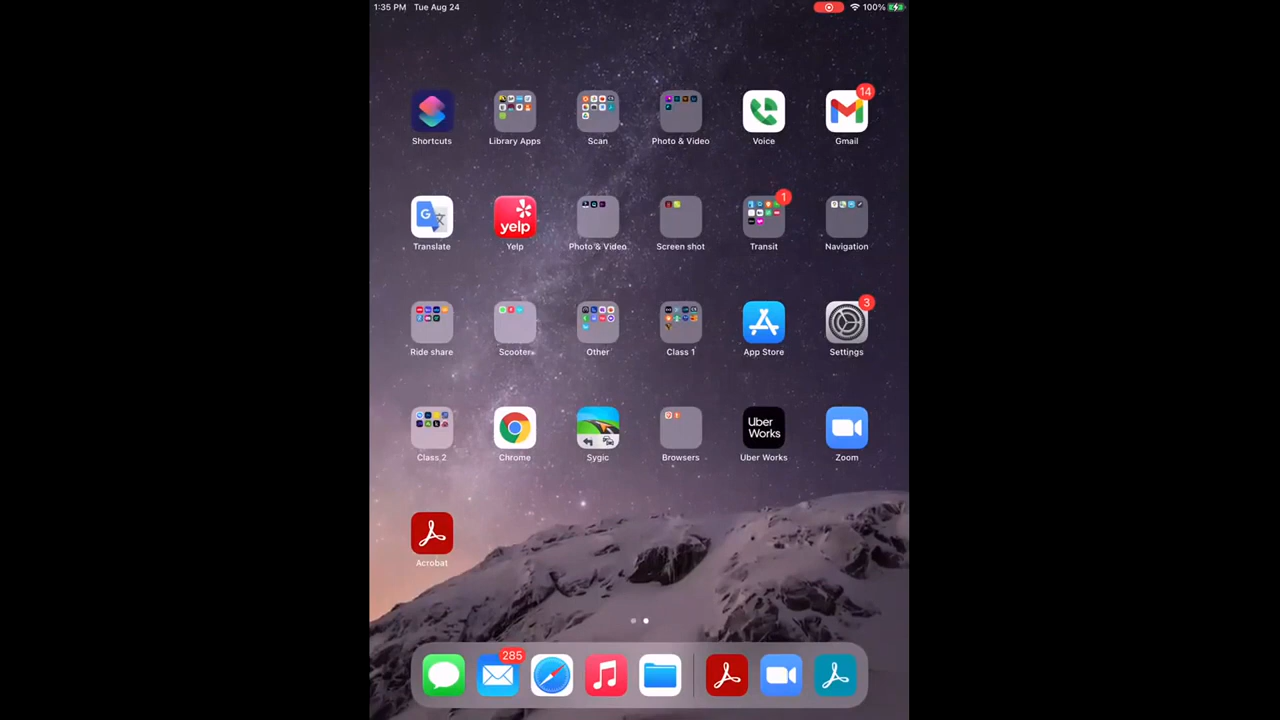 1:35 PM Tue Aug 24 100%
14
Shortcuts Library Apps Scan Photo & Video Voice Gmail
1
yelp
Translate Yelp Photo & Video Screen shot Transit Navigation
3
Ride share Scooter Other Class 1 App Store Settings
Uber
Works
Class 2 Chrome Sygic Browsers Uber Works Zoom
Acrobat
285